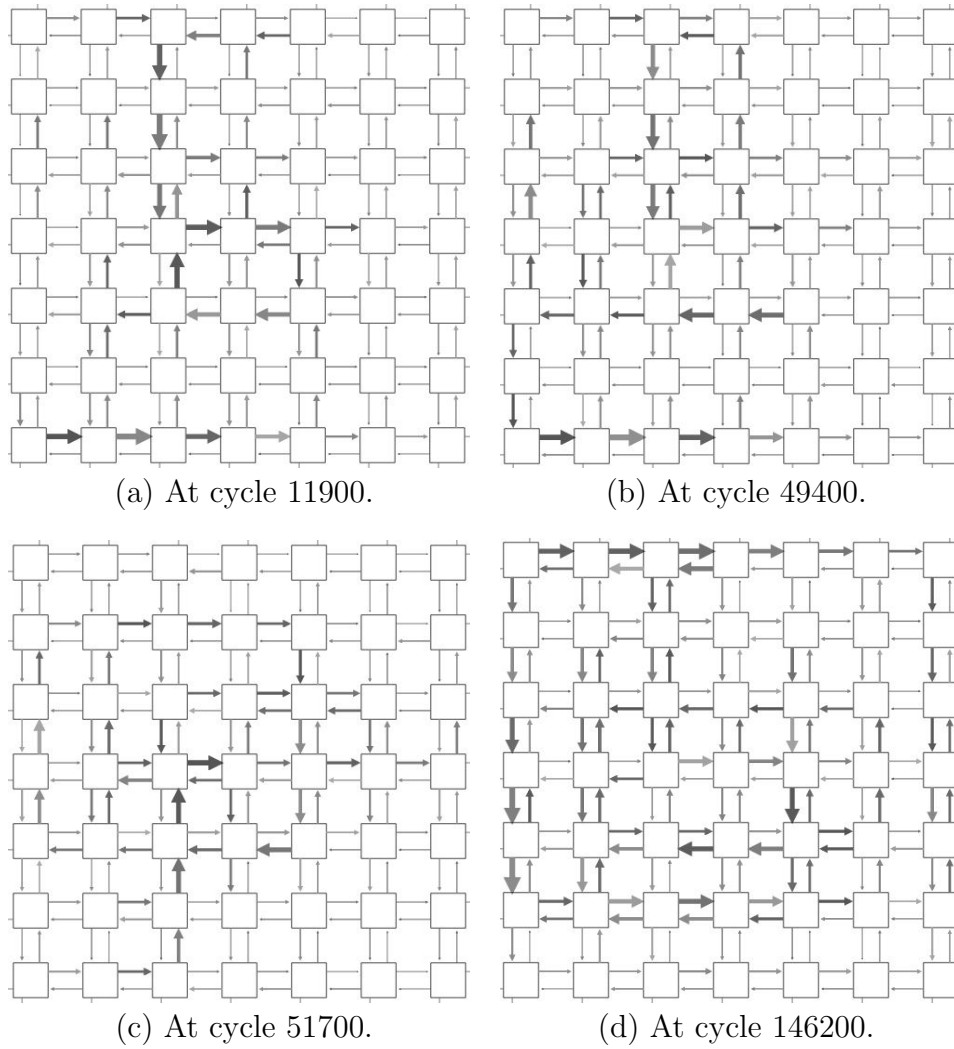 (a) At cycle 11900.
(b) At cycle 49400.
(c) At cycle 51700.
(d) At cycle 146200.